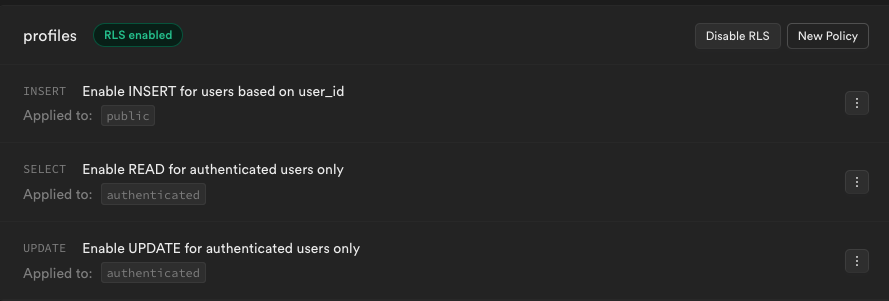 profiles RLS enabled Disable RLS New Policy
INSERT Enable INSERT for users based on user_id
Applied to: public
SELECT Enable READ for authenticated users only
Applied to: authenticated
UPDATE Enable UPDATE for authenticated users only
Applied to: authenticated